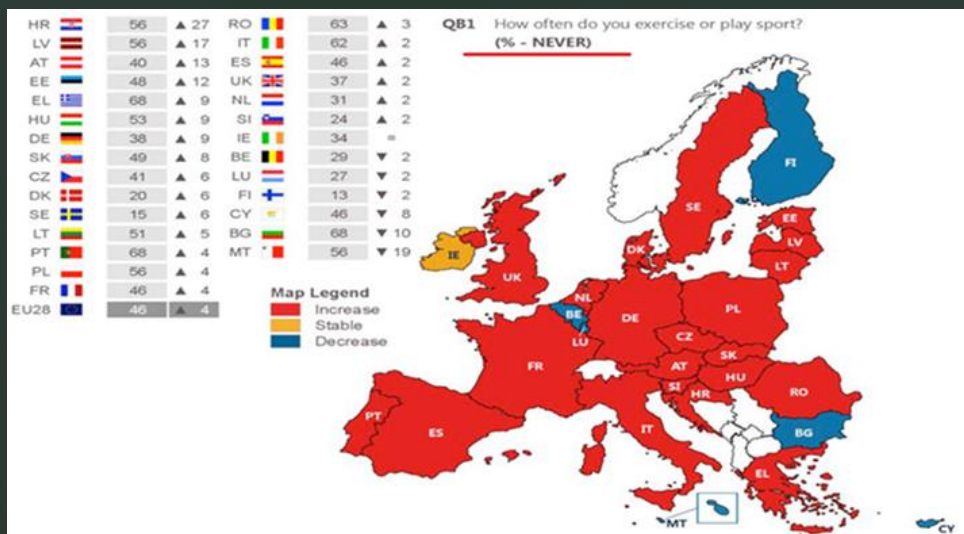 HR 56 ▲ 27
LV 56 ▲ 17
AT 40 ▲ 13
EE 48 ▲ 12
EL 68 ▲ 9
HU 53 ▲ 9
DE 38 ▲ 9
SK 49 ▲ 8
CZ 41 ▲ 6
DK 20 ▲ 6
SE 15 ▲ 6
LT 51 ▲ 5
PT 68 ▲ 4
PL 56 ▲ 4
FR 46 ▲ 4
EU28 46 ▲ 4
RO 63 ▲ 3
IT 62 ▲ 2
ES 46 ▲ 2
UK 37 ▲ 2
NL 31 ▲ 2
SI 24 ▲ 2
IE 34 =
BE 29 ▼ 2
LU 27 ▼ 2
FI 13 ▼ 2
CY 46 ▼ 8
BG 68 ▼ 10
MT 56 ▼ 19
QB1 How often do you exercise or play sport?
(% - NEVER)
Map Legend
Increase
Stable
Decrease
FI
SE
EE
LV
LT
DK
IE
UK
NL
BE
LU
DE
PL
CZ
SK
FR
AT
HU
SI
HR
RO
PT
ES
IT
BG
EL
MT
CY